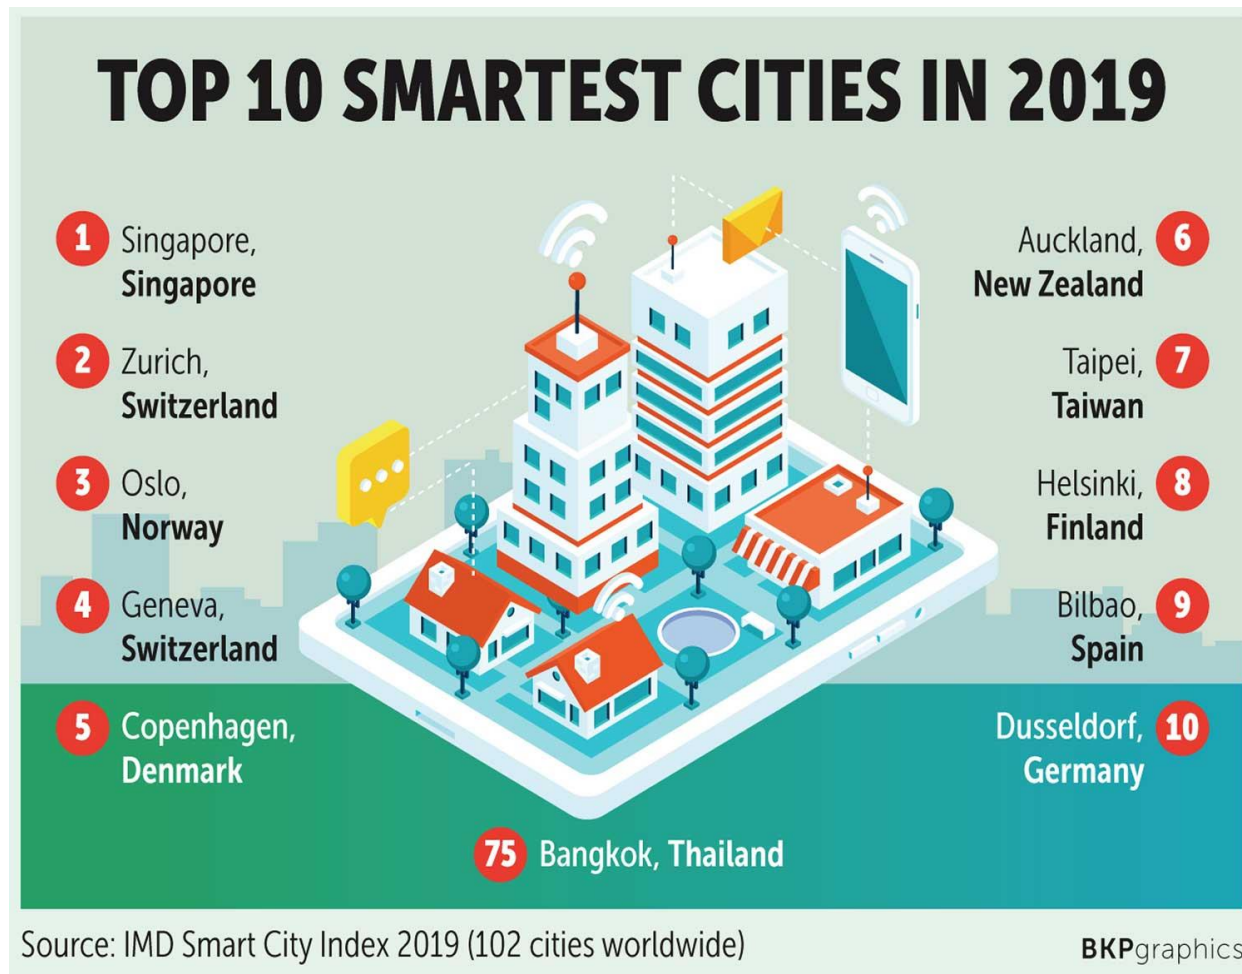 TOP 10 SMARTEST CITIES IN 2019
1 Singapore,
Singapore
2 Zurich,
Switzerland
3 Oslo,
Norway
4 Geneva,
Switzerland
5 Copenhagen,
Denmark
Auckland, 6
New Zealand
Taipei, 7
Taiwan
Helsinki, 8
Finland
Bilbao, 9
Spain
Dusseldorf, 10
Germany
75 Bangkok, Thailand
Source: IMD Smart City Index 2019 (102 cities worldwide)
BKPgraphics